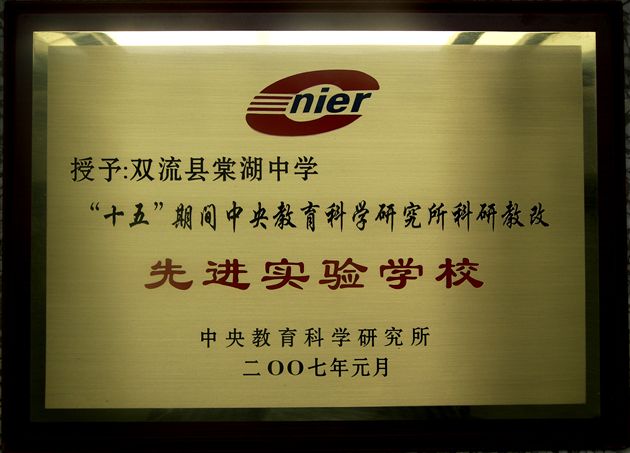 nier
授予:双流县棠湖中学
“十五”期间中央教育科学研究所科研教改
先进实验学校
中央教育科学研究所
二OO七年元月